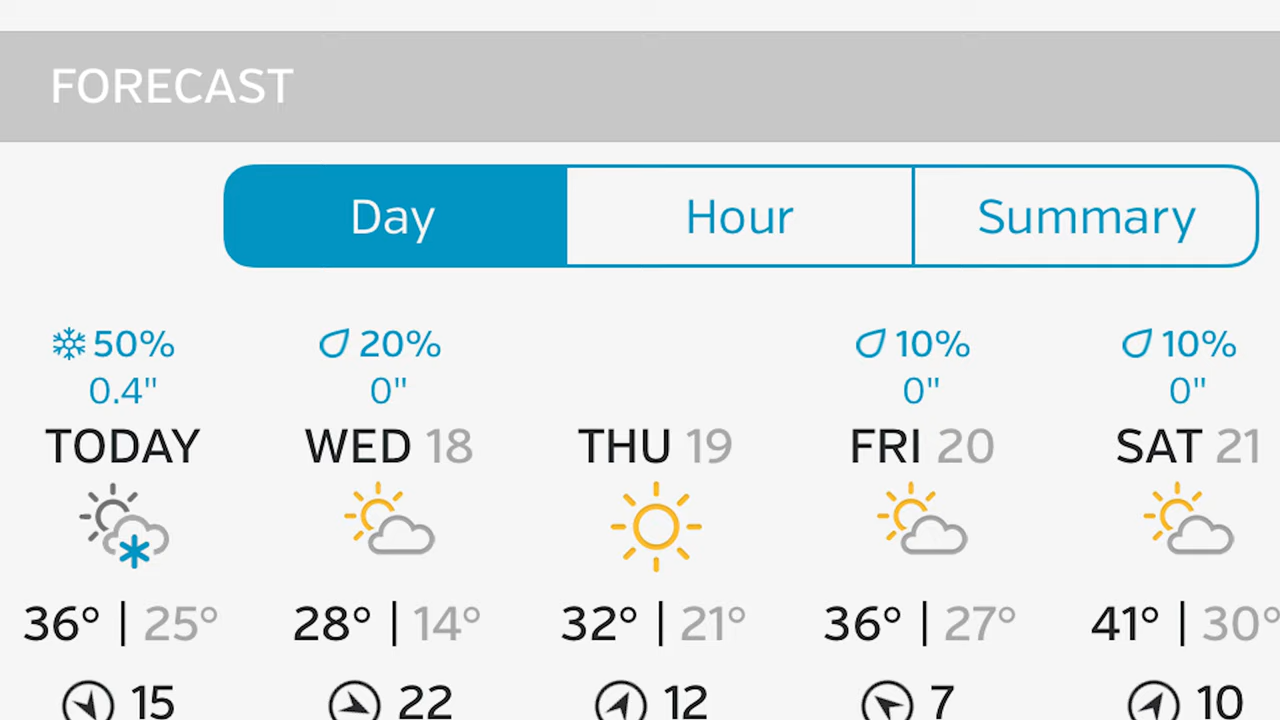 FORECAST
Day Hour Summary
50% 20% 10% 10%
0.4" 0" 0" 0"
TODAY WED 18 THU 19 FRI 20 SAT 21
36° | 25° 28° | 14° 32° | 21° 36° | 27° 41° | 30°
15 22 12 7 10